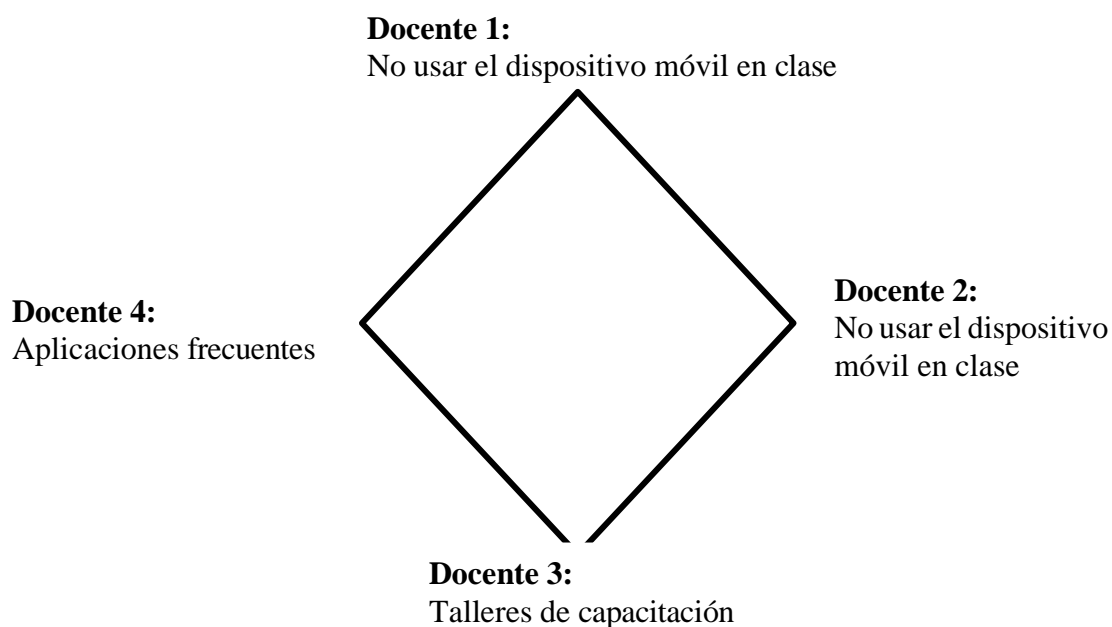 Docente 1:
No usar el dispositivo móvil en clase
Docente 2:
No usar el dispositivo
móvil en clase
Docente 4:
Aplicaciones frecuentes
Docente 3:
Talleres de capacitación